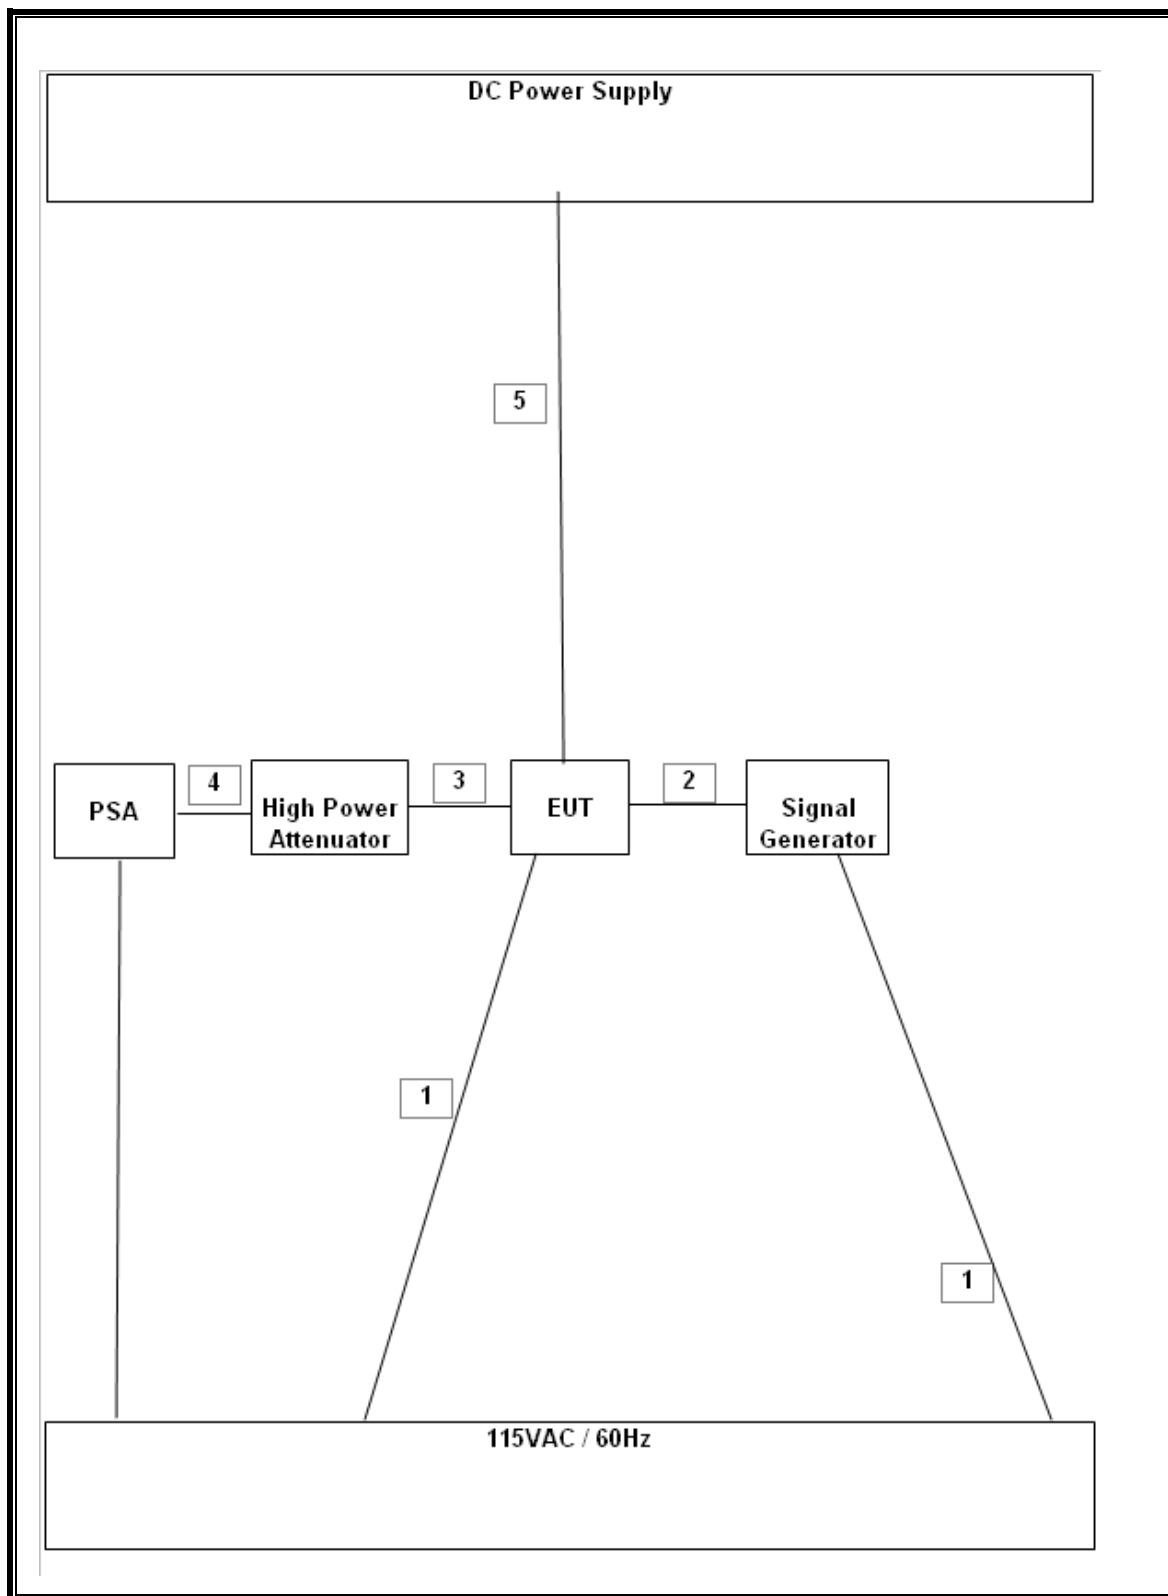 DC Power Supply
5
PSA
4
High Power
Attenuator
3
EUT
2
Signal
Generator
1
1
115VAC / 60Hz